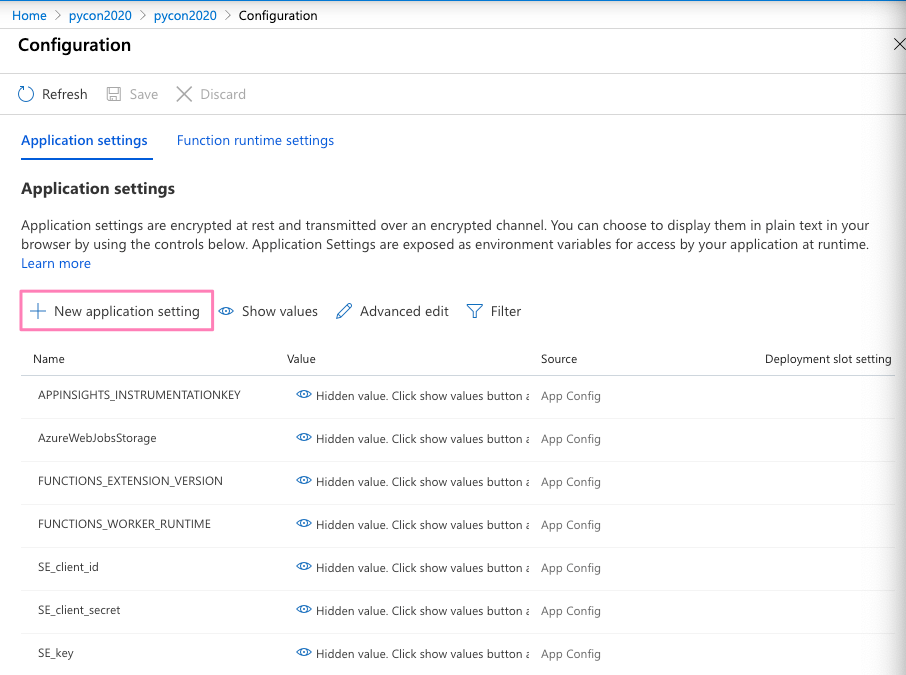 Home > pycon2020 > pycon2020 > Configuration
Configuration
Refresh Save Discard
Application settings Function runtime settings
Application settings
Application settings are encrypted at rest and transmitted over an encrypted channel. You can choose to display them in plain text in your
browser by using the controls below. Application Settings are exposed as environment variables for access by your application at runtime.
Learn more
New application setting Show values Advanced edit Filter
Name Value Source Deployment slot setting
APPINSIGHTS_INSTRUMENTATIONKEY Hidden value. Click show values button a App Config
AzureWebJobsStorage Hidden value. Click show values button a App Config
FUNCTIONS_EXTENSION_VERSION Hidden value. Click show values button a App Config
FUNCTIONS_WORKER_RUNTIME Hidden value. Click show values button a App Config
SE_client_id Hidden value. Click show values button a App Config
SE_client_secret Hidden value. Click show values button a App Config
SE_key Hidden value. Click show values button a App Config